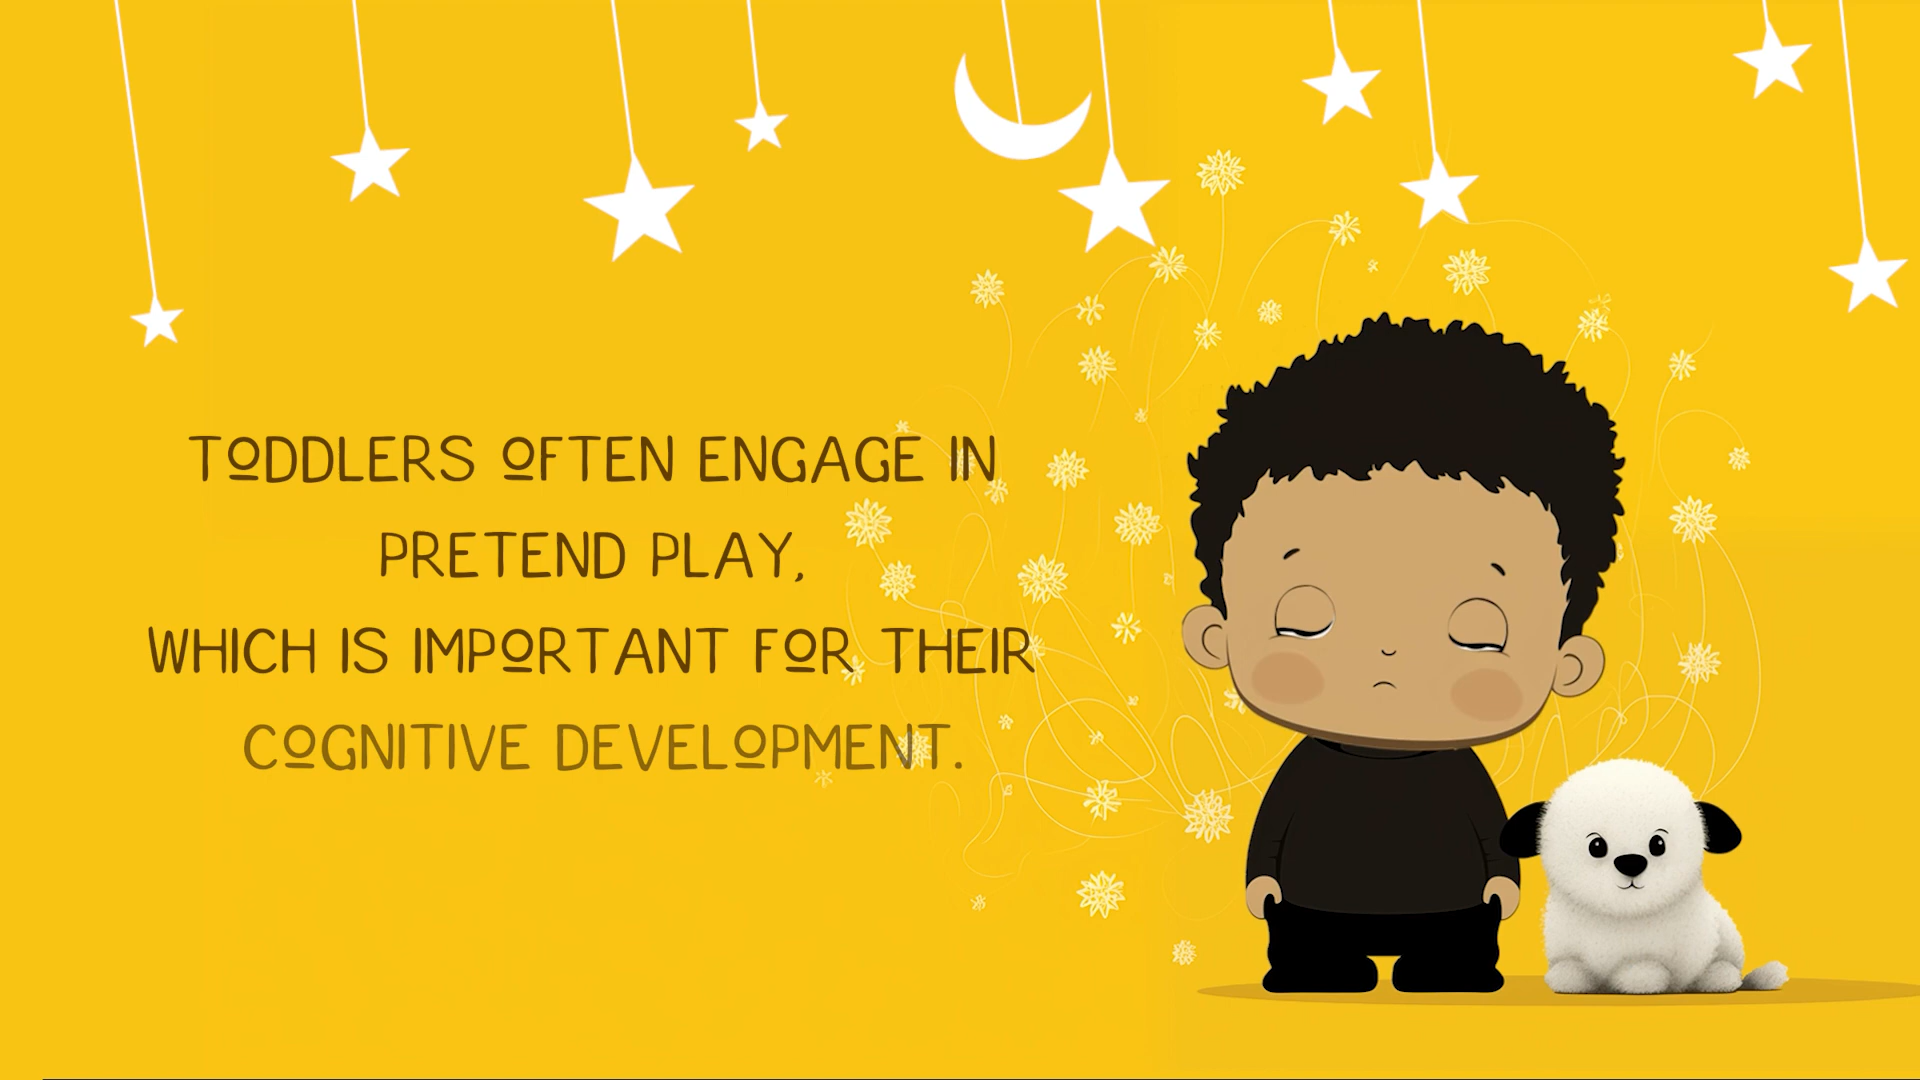 TODDLERS OFTEN ENGAGE IN
PRETEND PLAY,
WHICH IS IMPORTANT FOR THEIR
COGNITIVE DEVELOPMENT.